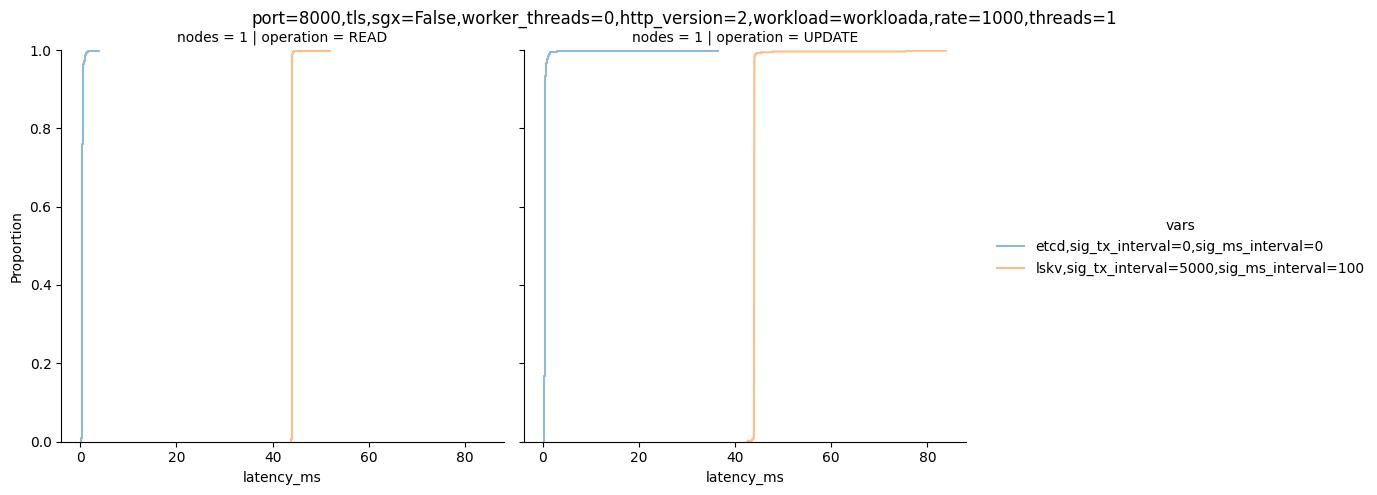 port=8000,tls,sgx=False,worker_threads=0,http_version=2,workload=workloada,rate=1000,threads=1
nodes = 1 | operation = READ
nodes = 1 | operation = UPDATE
1.0
0.8
0.6
0.4
0.2
0.0
Proportion
0 20 40 60 80
latency_ms
0 20 40 60 80
latency_ms
vars
etcd,sig_tx_interval=0,sig_ms_interval=0
lskv,sig_tx_interval=5000,sig_ms_interval=100